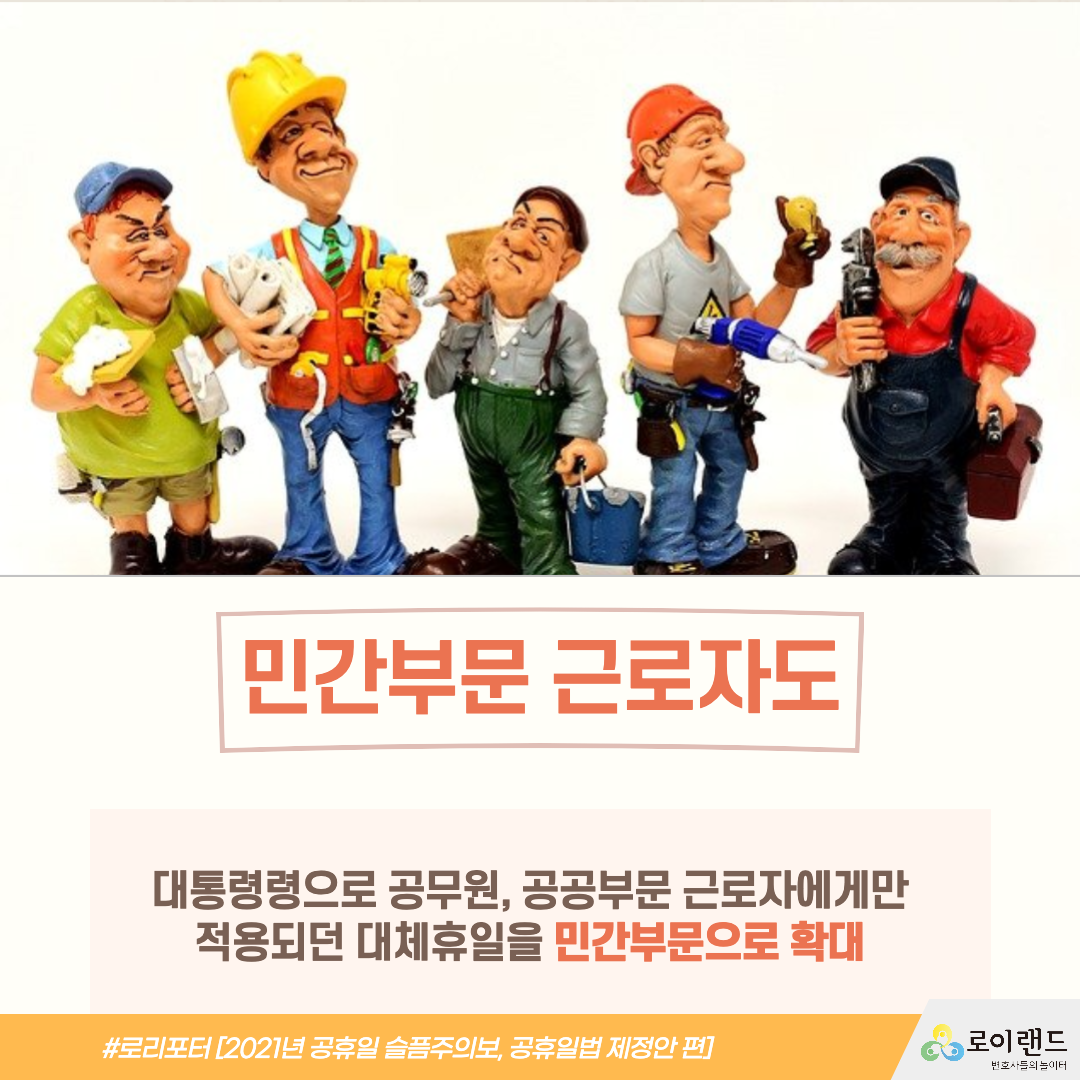 민간부문 근로자도
대통령령으로 공무원, 공공부문 근로자에게만
적용되던 대체휴일을 민간부문으로 확대
#로리포터 [2021년 공휴일 슬픔주의보, 공휴일법 제정안 편]
로이랜드
변호사들의 놀이터